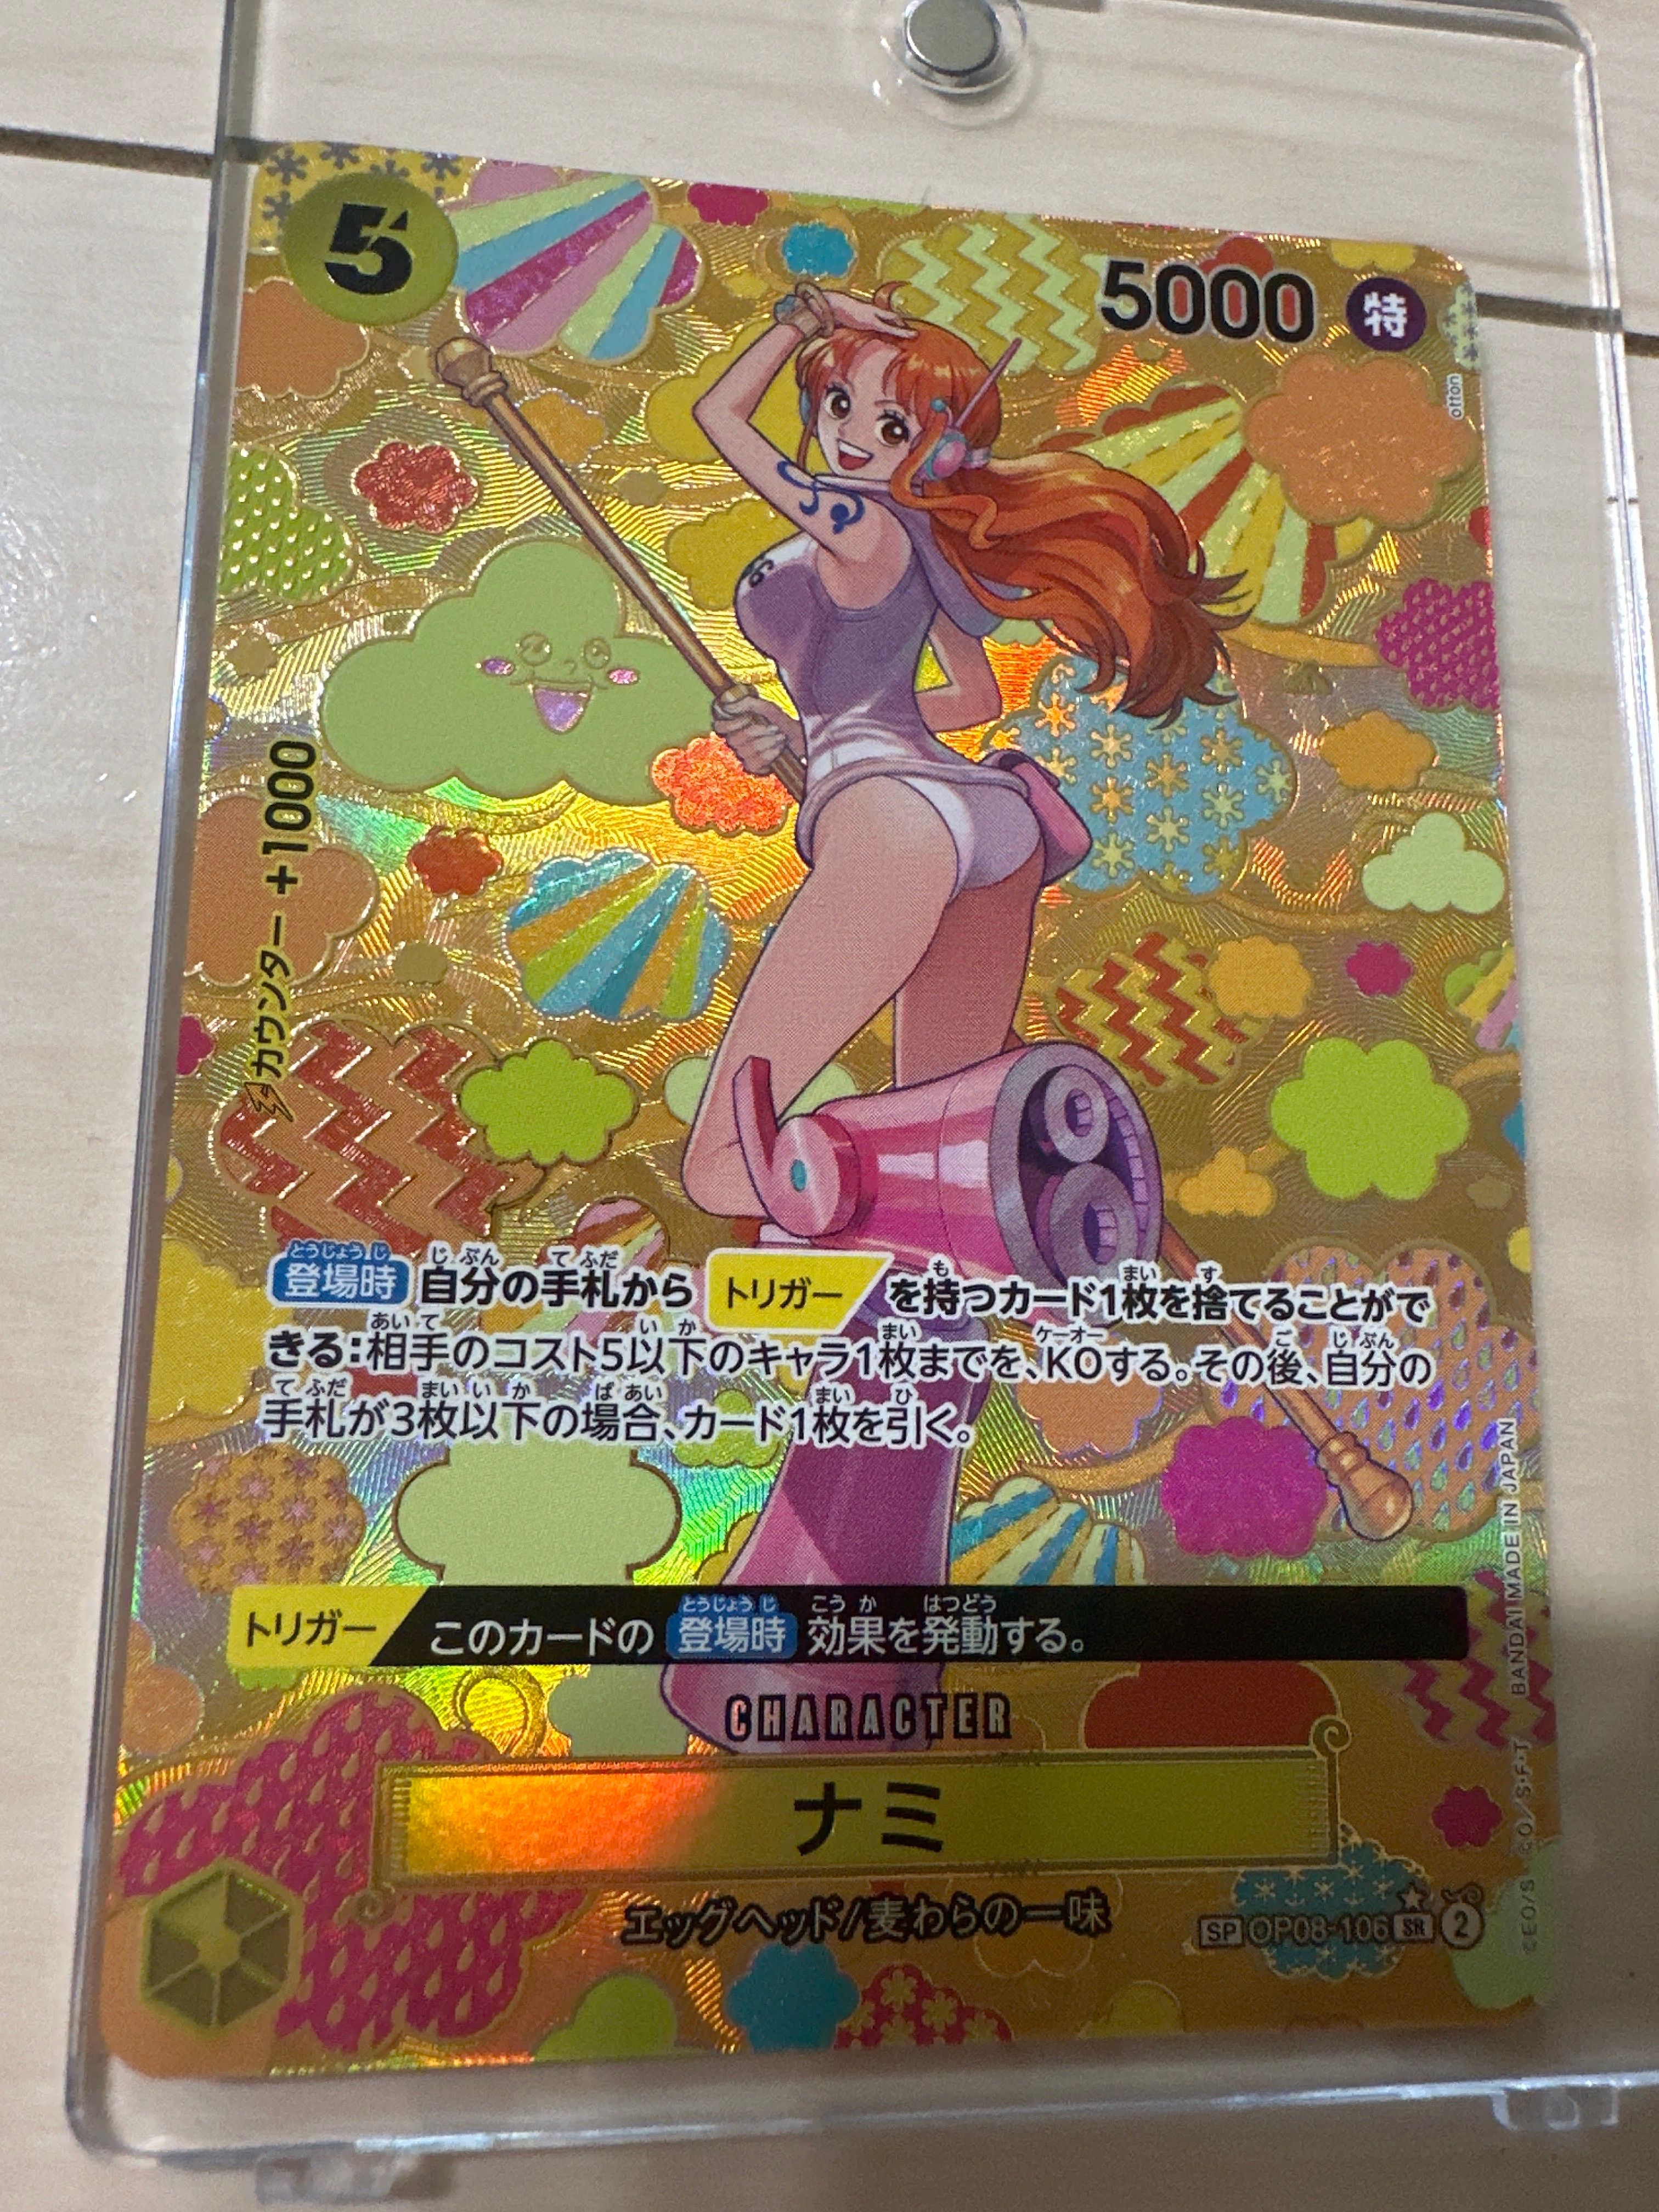 5
5000 特
otton
カウンター +1000
登場時 自分の手札から トリガー を持つカード1枚を捨てることがで
きる:相手のコスト5以下のキャラ1枚までを、KOする。その後、自分の
手札が3枚以下の場合、カード1枚を引く。
トリガー このカードの 登場時 効果を発動する。
CHARACTER
ナミ
エッグヘッド/麦わらの一味
SP OP08-106 SR 2
BANDAI MADE IN JAPAN